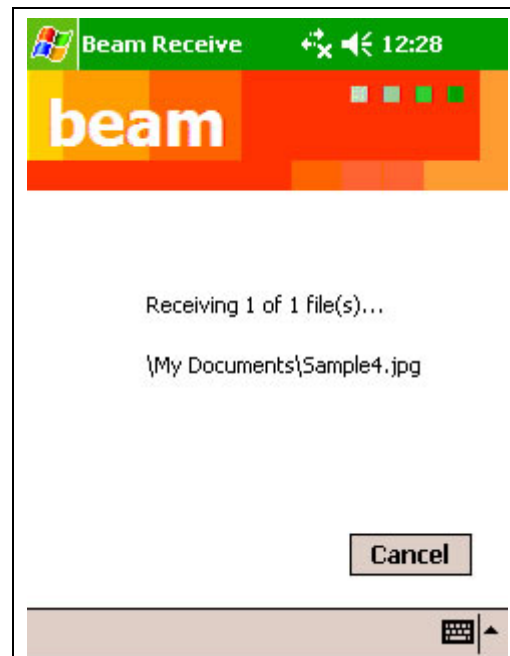 Beam Receive 12:28
beam
Receiving 1 of 1 file(s)...
\My Documents\Sample4.jpg
Cancel